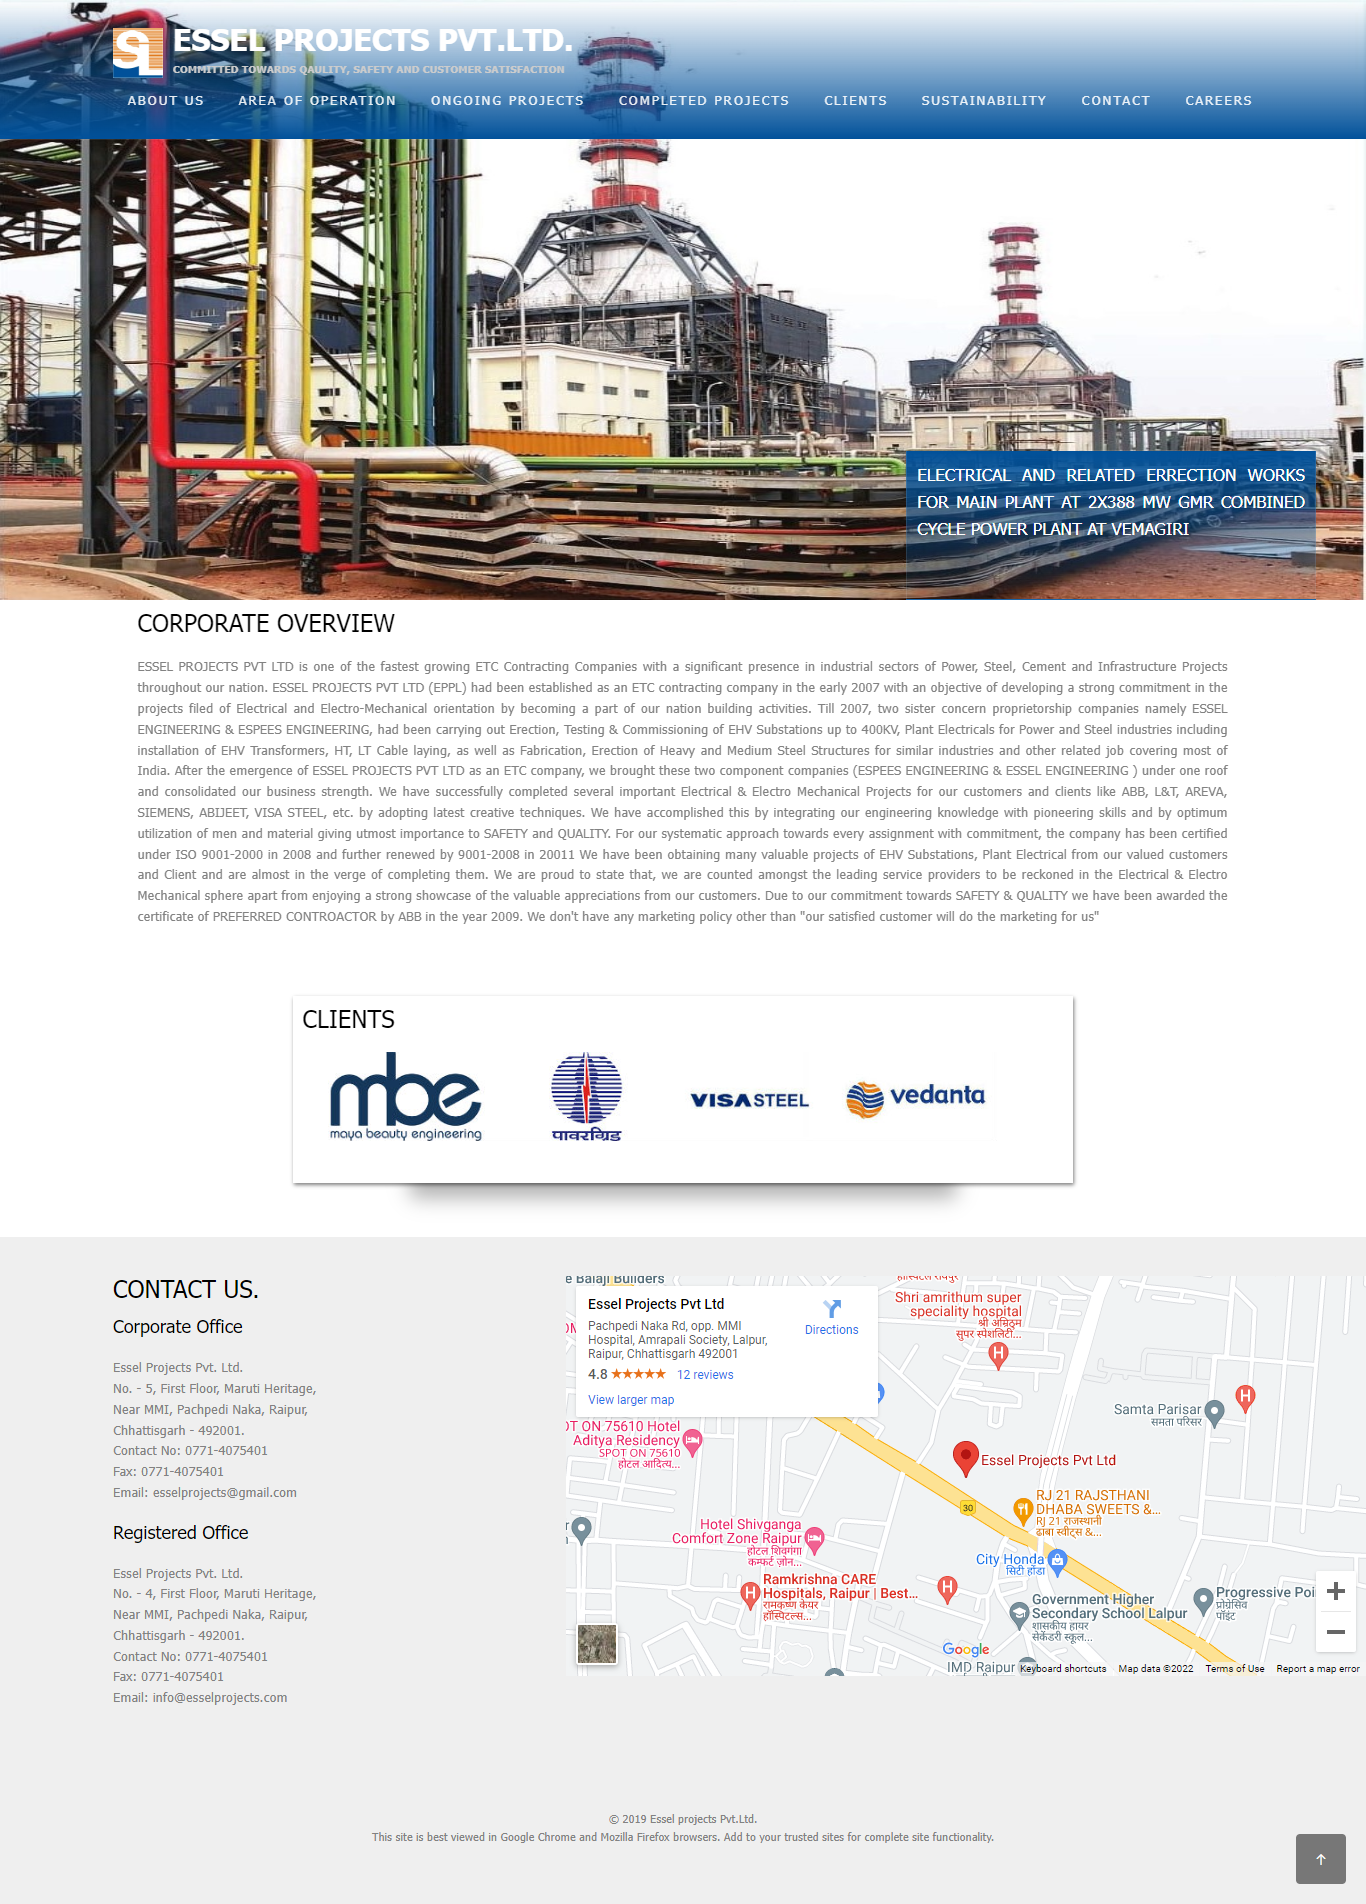 ESSEL PROJECTS PVT.LTD.
COMMITTED TOWARDS QAULITY, SAFETY AND CUSTOMER SATISFACTION
ABOUT US AREA OF OPERATION ONGOING PROJECTS COMPLETED PROJECTS CLIENTS SUSTAINABILITY CONTACT CAREERS
ELECTRICAL AND RELATED ERRECTION WORKS
FOR MAIN PLANT AT 2X388 MW GMR COMBINED
CYCLE POWER PLANT AT VEMAGIRI
CORPORATE OVERVIEW
ESSEL PROJECTS PVT LTD is one of the fastest growing ETC Contracting Companies with a significant presence in industrial sectors of Power, Steel, Cement and Infrastructure Projects
throughout our nation. ESSEL PROJECTS PVT LTD (EPPL) had been established as an ETC contracting company in the early 2007 with an objective of developing a strong commitment in the
projects filed of Electrical and Electro-Mechanical orientation by becoming a part of our nation building activities. Till 2007, two sister concern proprietorship companies namely ESSEL
ENGINEERING & ESPEES ENGINEERING, had been carrying out Erection, Testing & Commissioning of EHV Substations up to 400KV, Plant Electricals for Power and Steel industries including
installation of EHV Transformers, HT, LT Cable laying, as well as Fabrication, Erection of Heavy and Medium Steel Structures for similar industries and other related job covering most of
India. After the emergence of ESSEL PROJECTS PVT LTD as an ETC company, we brought these two component companies (ESPEES ENGINEERING & ESSEL ENGINEERING ) under one roof
and consolidated our business strength. We have successfully completed several important Electrical & Electro Mechanical Projects for our customers and clients like ABB, L&T, AREVA,
SIEMENS, ABIJEET, VISA STEEL, etc. by adopting latest creative techniques. We have accomplished this by integrating our engineering knowledge with pioneering skills and by optimum
utilization of men and material giving utmost importance to SAFETY and QUALITY. For our systematic approach towards every assignment with commitment, the company has been certified
under ISO 9001-2000 in 2008 and further renewed by 9001-2008 in 20011 We have been obtaining many valuable projects of EHV Substations, Plant Electrical from our valued customers
and Client and are almost in the verge of completing them. We are proud to state that, we are counted amongst the leading service providers to be reckoned in the Electrical & Electro
Mechanical sphere apart from enjoying a strong showcase of the valuable appreciations from our customers. Due to our commitment towards SAFETY & QUALITY we have been awarded the
certificate of PREFERRED CONTROACTOR by ABB in the year 2009. We don't have any marketing policy other than "our satisfied customer will do the marketing for us"
CLIENTS
mbe
maya beauty engineering
पावरग्रिड
VISA STEEL
vedanta
CONTACT US.
Corporate Office
Essel Projects Pvt. Ltd.
No. - 5, First Floor, Maruti Heritage,
Near MMI, Pachpedi Naka, Raipur,
Chhattisgarh - 492001.
Contact No: 0771-4075401
Fax: 0771-4075401
Email: esselprojects@gmail.com
Registered Office
Essel Projects Pvt. Ltd.
No. - 4, First Floor, Maruti Heritage,
Near MMI, Pachpedi Naka, Raipur,
Chhattisgarh - 492001.
Contact No: 0771-4075401
Fax: 0771-4075401
Email: info@esselprojects.com
e Balaji Builders
Essel Projects Pvt Ltd
Directions
Pachpedi Naka Rd, opp. MMI
Hospital, Amrapali Society, Lalpur,
Raipur, Chhattisgarh 492001
4.8 ★★★★★ 12 reviews
View larger map
Shri amrithum super
speciality hospital
श्री अम्रिठुम
सुपर स्पेशलिटी...
Samta Parisar
समता परिसर
OT ON 75610 Hotel
Aditya Residency
SPOT ON 75610
होटल आदित्य...
Essel Projects Pvt Ltd
30
RJ 21 RAJSTHANI
DHABA SWEETS &...
RJ 21 राजस्थानी
ढाबा स्वीट्स &...
Hotel Shivganga
Comfort Zone Raipur
होटल शिवगंगा
कम्फर्ट ज़ोन...
City Honda
सिटी होंडा
Ramkrishna CARE
Hospitals, Raipur | Best...
रामकृष्ण केयर
हॉस्पिटल्स...
Government Higher
Secondary School Lalpur
शासकीय हायर
सेकेंडरी स्कूल...
Progressive Poi
प्रोग्रेसिव
पॉइंट
Google
IMD Raipur
Keyboard shortcuts Map data ©2022 Terms of Use Report a map error
© 2019 Essel projects Pvt.Ltd.
This site is best viewed in Google Chrome and Mozilla Firefox browsers. Add to your trusted sites for complete site functionality.